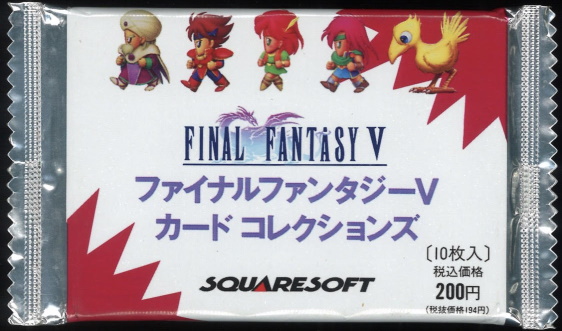 FINAL FANTASY V
ファイナルファンタジーV
カード コレクションズ
〔10枚入〕
税込価格
200円
(税抜価格194円)
SQUARESOFT